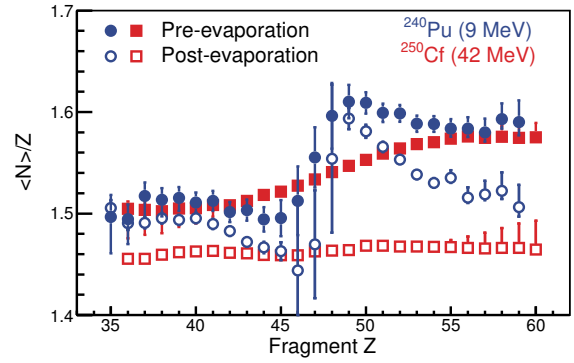 Pre-evaporation
Post-evaporation
²⁴⁰Pu (9 MeV)
²⁵⁰Cf (42 MeV)
<N>/Z
1.7
1.6
1.5
1.4
35 40 45 50 55 60
Fragment Z